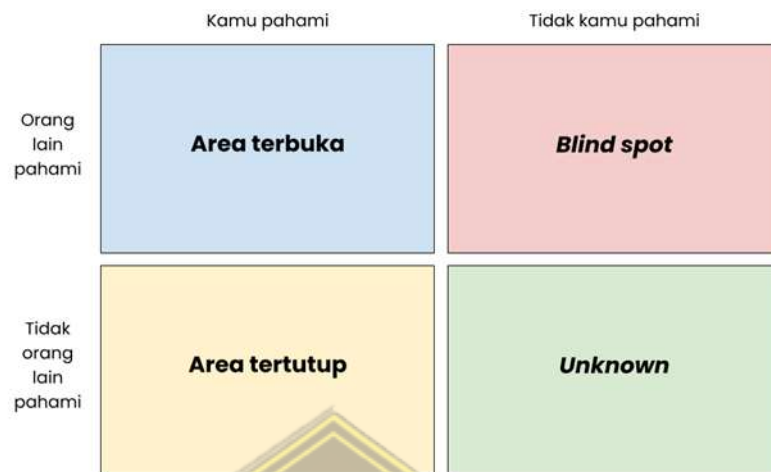 Kamu pahami
Tidak kamu pahami
Orang
lain
pahami
Area terbuka
Blind spot
Tidak
orang
lain
pahami
Area tertutup
Unknown